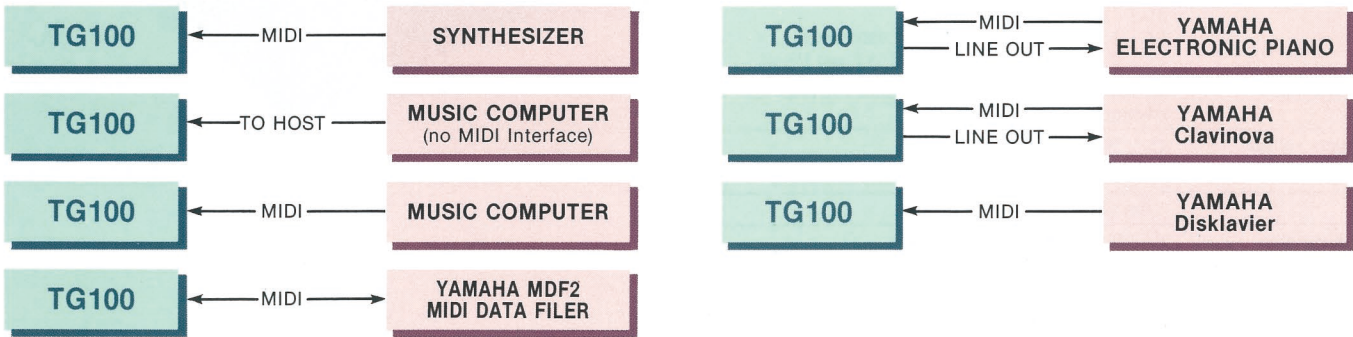 TG100
MIDI
SYNTHESIZER
TG100
TO HOST
MUSIC COMPUTER
(no MIDI Interface)
TG100
MIDI
MUSIC COMPUTER
TG100
MIDI
YAMAHA MDF2
MIDI DATA FILER
TG100
MIDI
LINE OUT
YAMAHA
ELECTRONIC PIANO
TG100
MIDI
LINE OUT
YAMAHA
Clavinova
TG100
MIDI
YAMAHA
Disklavier